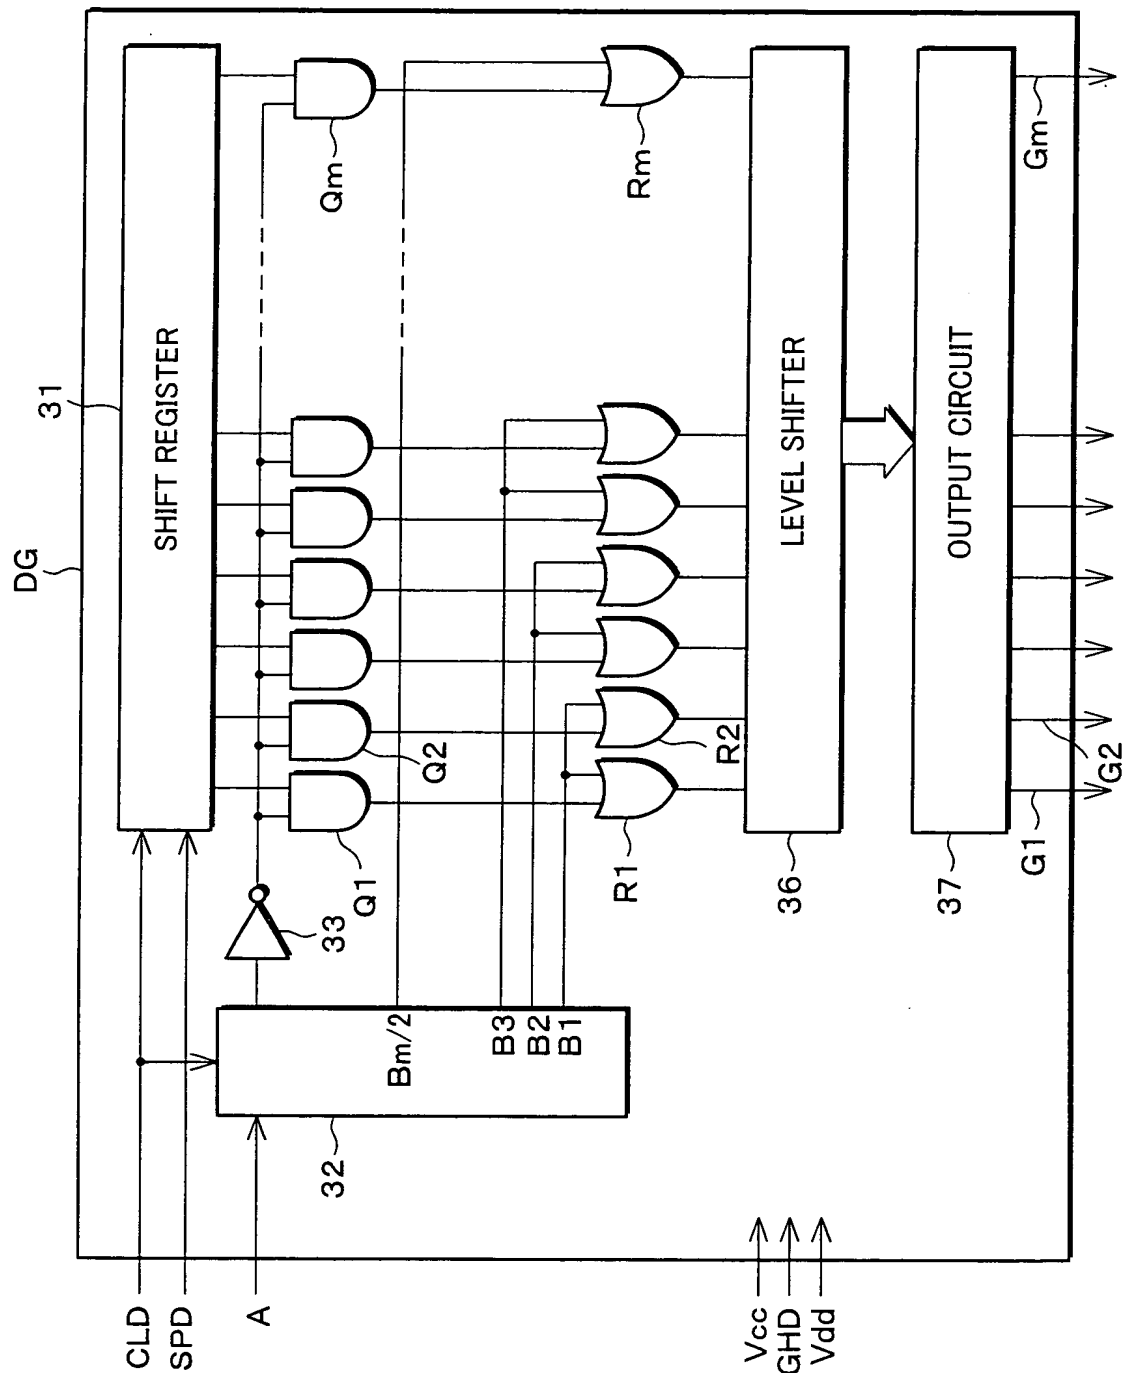 CLD
SPD
A
DG
31
SHIFT REGISTER
32
33
Bm/2
B3
B2
B1
Q1
Q2
Qm
R1
R2
Rm
36
LEVEL SHIFTER
37
OUTPUT CIRCUIT
G1
G2
Gm
Vcc
GHD
Vdd